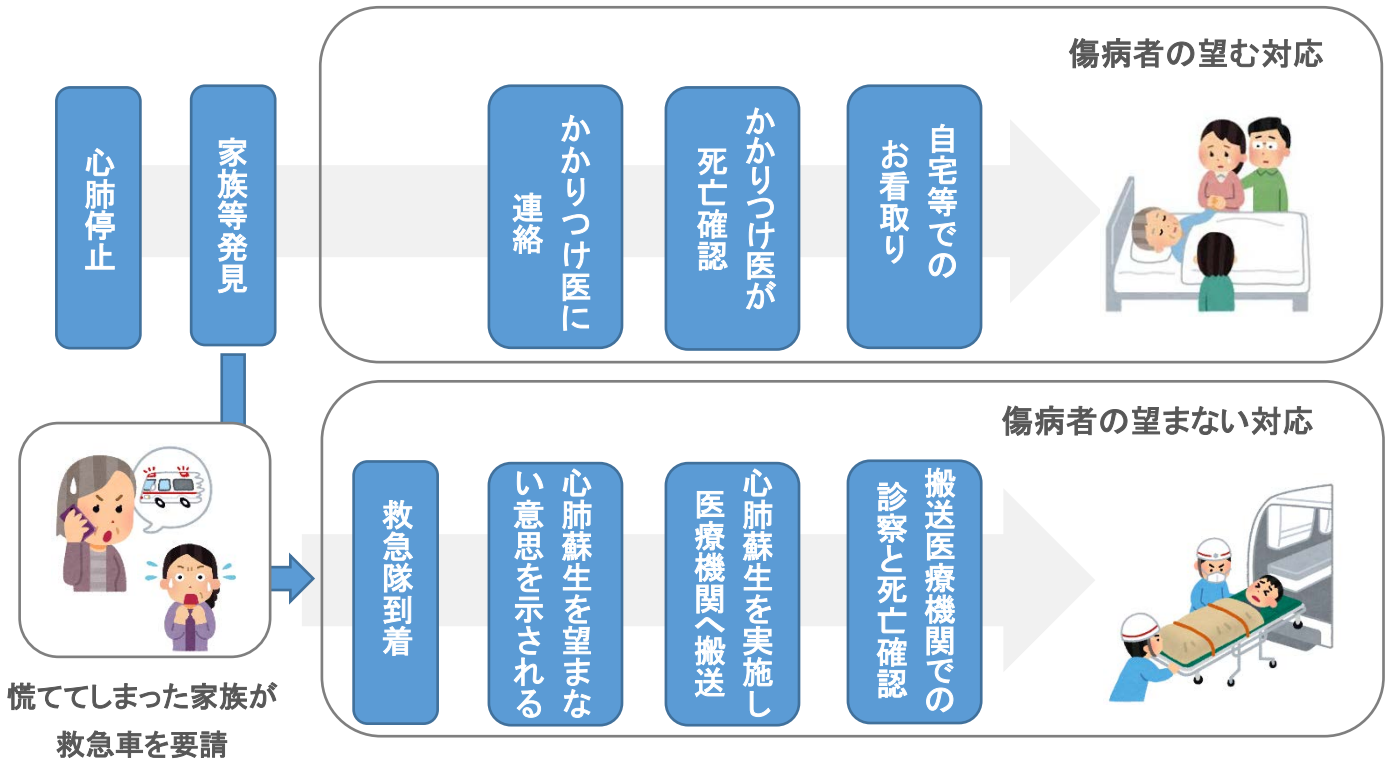 心肺停止
家族等発見
傷病者の望む対応
かかりつけ医に
連絡
かかりつけ医が
死亡確認
自宅等での
お看取り
慌ててしまった家族が
救急車を要請
傷病者の望まない対応
救急隊到着
心肺蘇生を望まな
い意思を示される
心肺蘇生を実施し
医療機関へ搬送
搬送医療機関での
診察と死亡確認